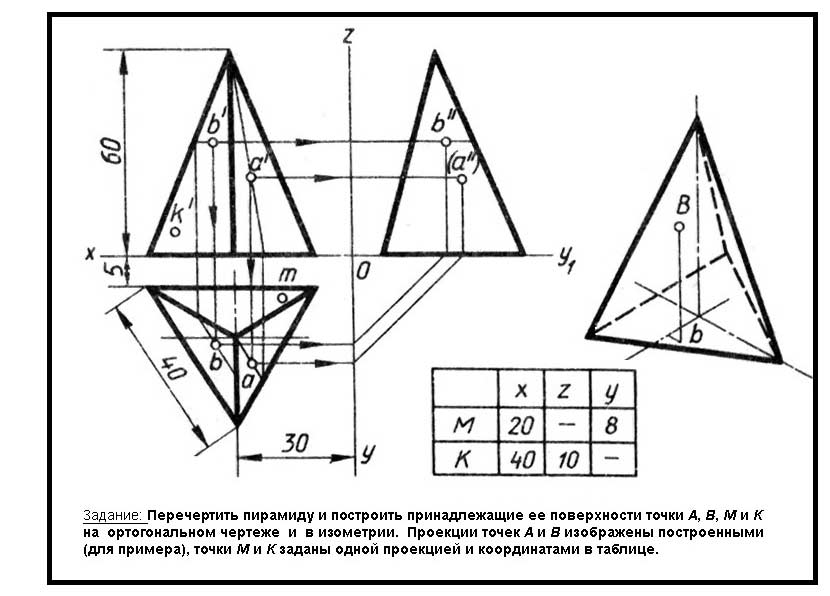 z
b'
b"
a'
(a")
60
k'
x
O
y₁
5
m
B
b
b
a
40
30
y
x z y
M 20 — 8
K 40 10 —
Задание: Перечертить пирамиду и построить принадлежащие ее поверхности точки A, B, M и K
на ортогональном чертеже и в изометрии. Проекции точек A и B изображены построенными
(для примера), точки M и K заданы одной проекцией и координатами в таблице.